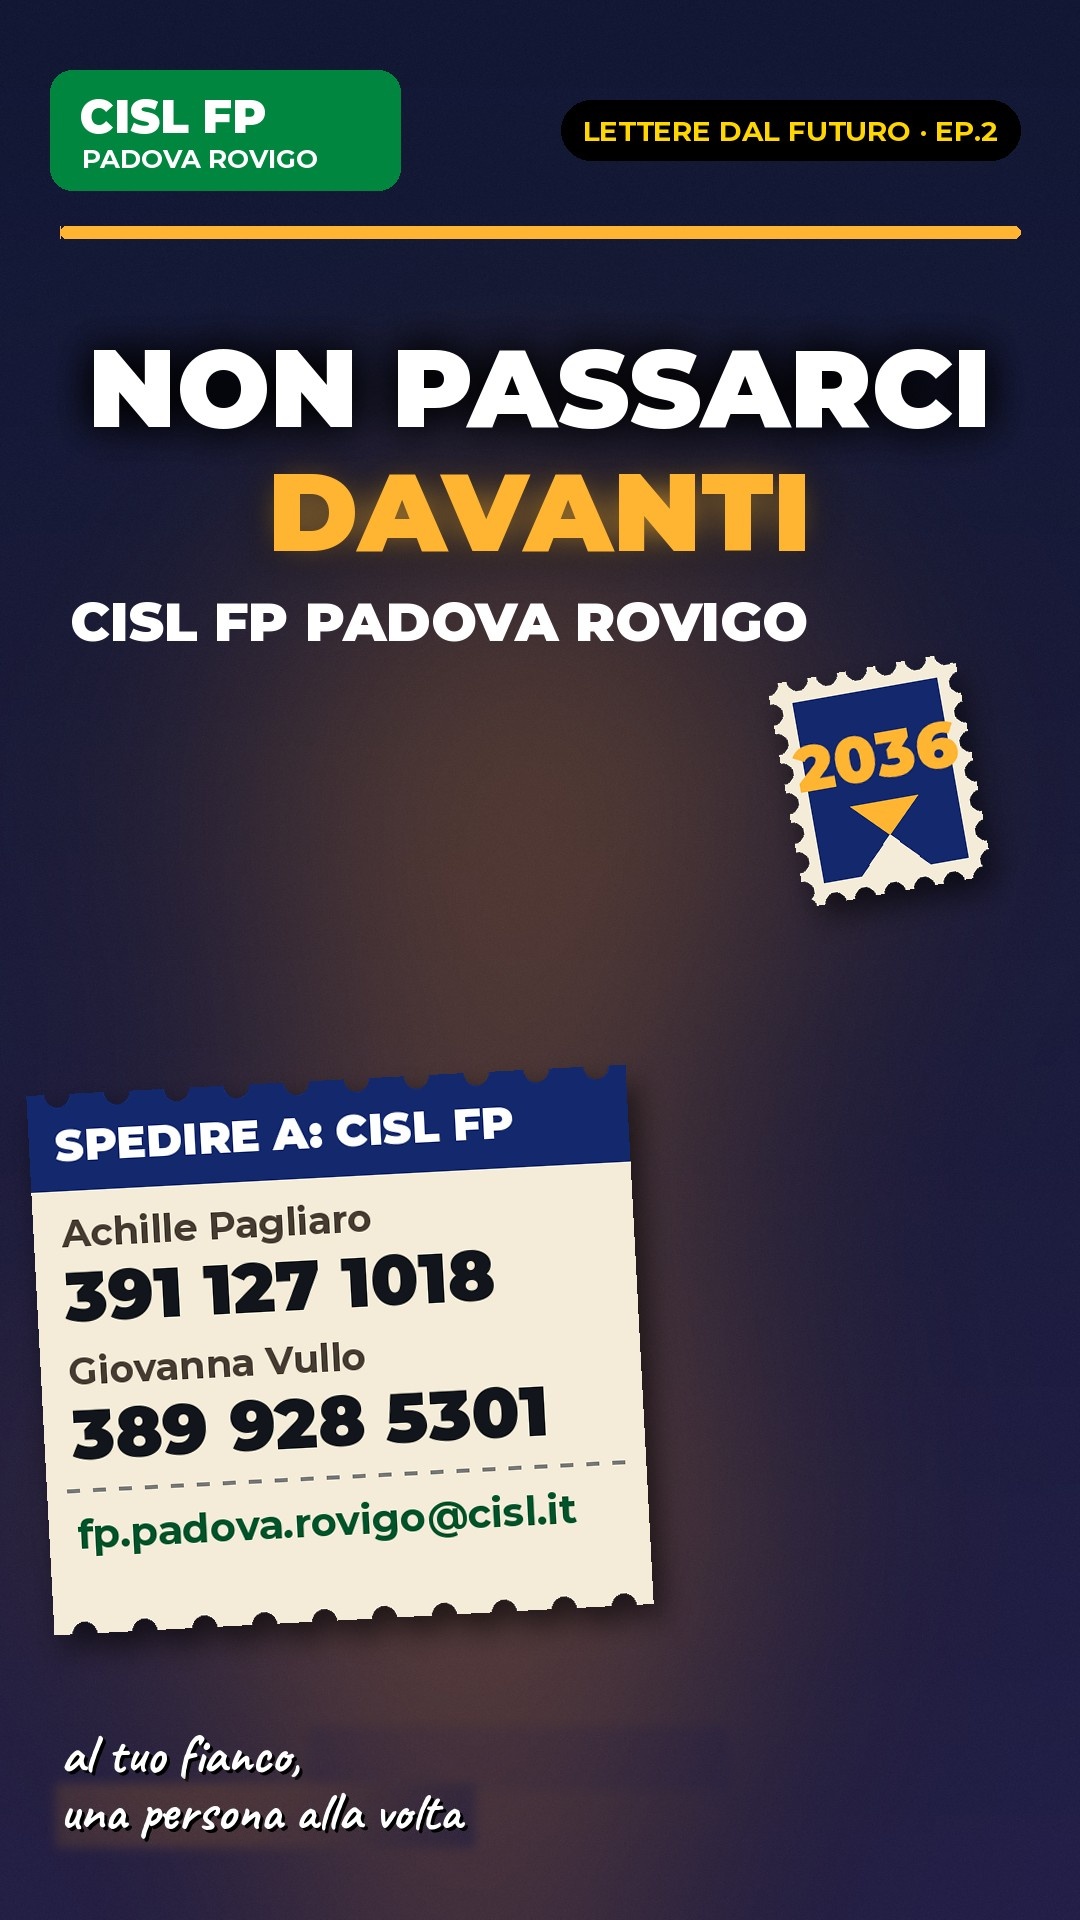 CISL FP
PADOVA ROVIGO
LETTERE DAL FUTURO · EP.2
NON PASSARCI
DAVANTI
CISL FP PADOVA ROVIGO
2036
SPEDIRE A: CISL FP
Achille Pagliaro
391 127 1018
Giovanna Vullo
389 928 5301
fp.padova.rovigo@cisl.it
al tuo fianco,
una persona alla volta